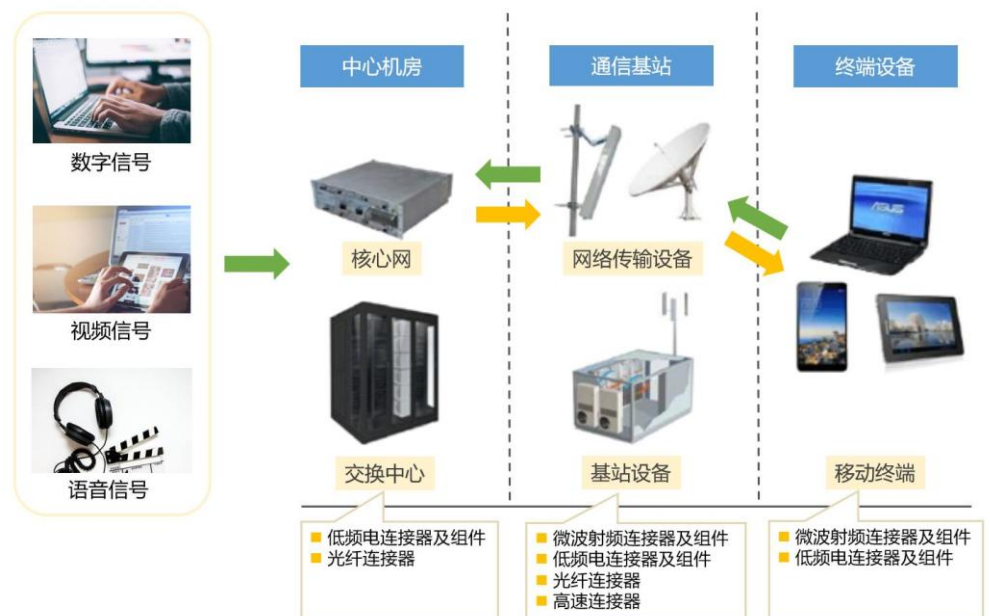 数字信号
视频信号
语音信号
中心机房
通信基站
终端设备
ASUS
核心网
网络传输设备
交换中心
基站设备
移动终端
■ 低频电连接器及组件
■ 光纤连接器
■ 微波射频连接器及组件
■ 低频电连接器及组件
■ 光纤连接器
■ 高速连接器
■ 微波射频连接器及组件
■ 低频电连接器及组件